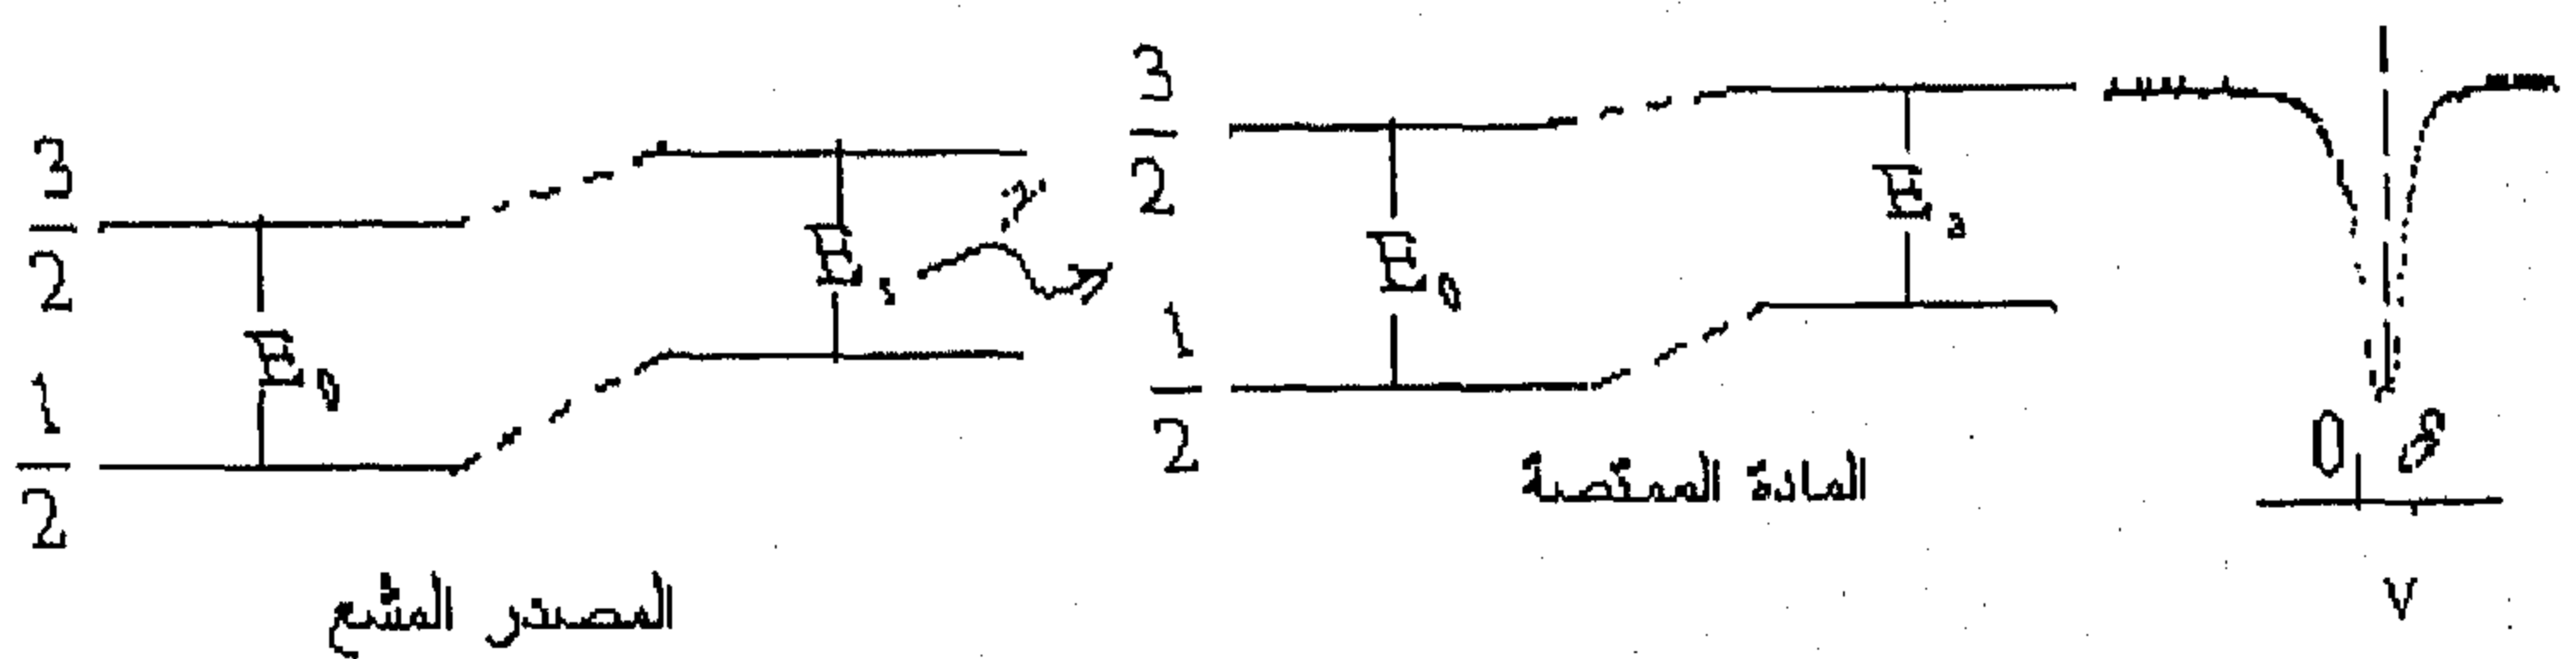 3/2
1/2
E₀
Eₛ
γ
المصدر المشع
3/2
1/2
E₀
Eₐ
المادة الممتصة
0 δ
v